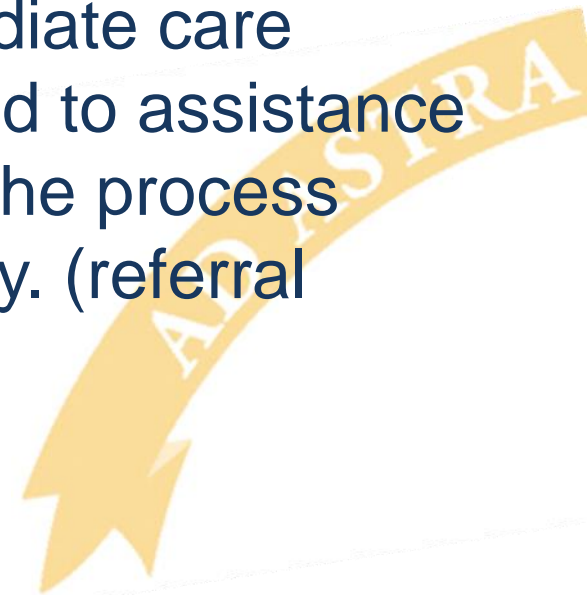 diate care
d to assistance
he process
y. (referral
AD ASTRA